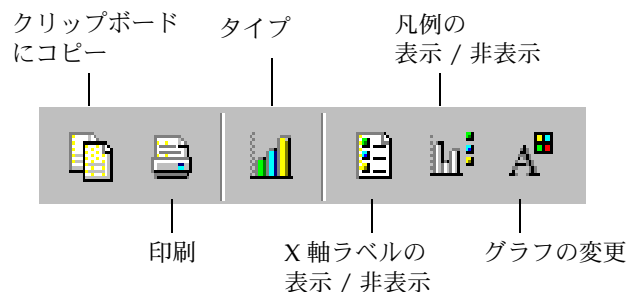 クリップボード
にコピー
タイプ
凡例の
表示 / 非表示
印刷
X 軸ラベルの
表示 / 非表示
グラフの変更